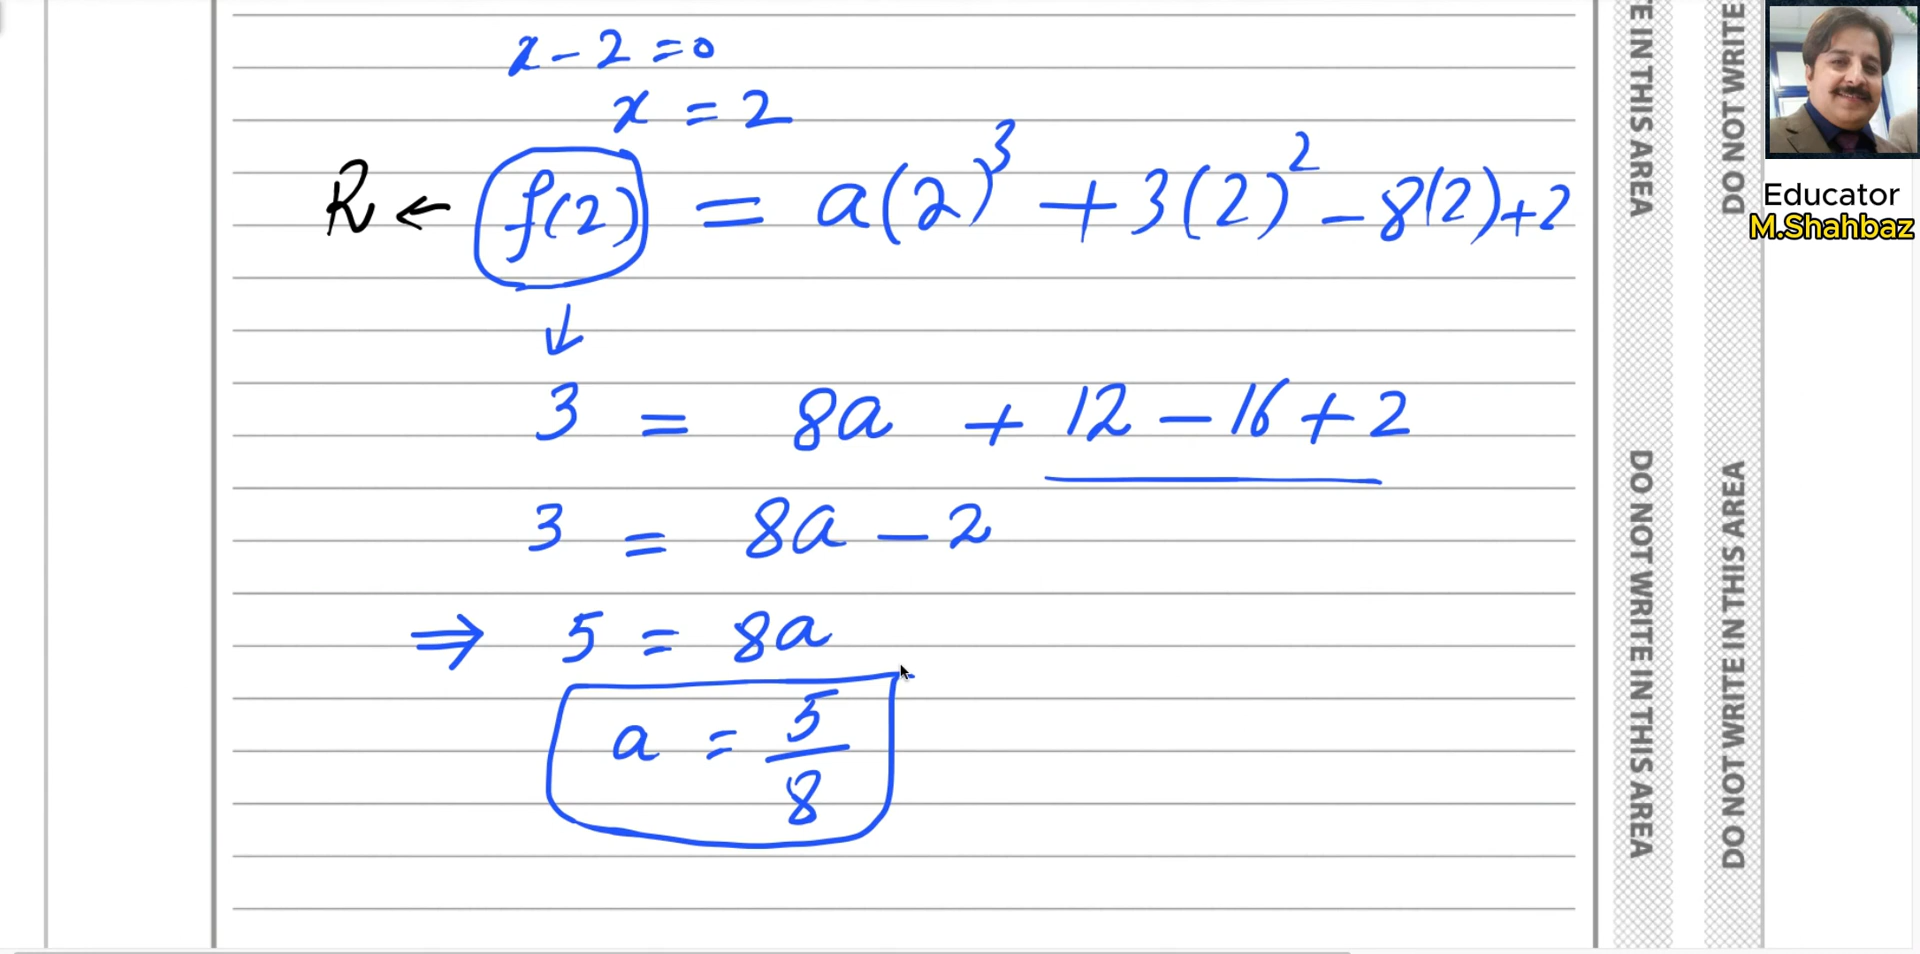 x - 2 = 0
x = 2
R ← f(2) = a(2)³ + 3(2)² - 8(2) + 2
↓
3 = 8a + 12 - 16 + 2
3 = 8a - 2
⇒ 5 = 8a
a = 5/8
E IN THIS AREA
DO NOT WRITE IN THIS AREA
DO NOT WRITE
DO NOT WRITE IN THIS AREA
Educator
M.Shahbaz